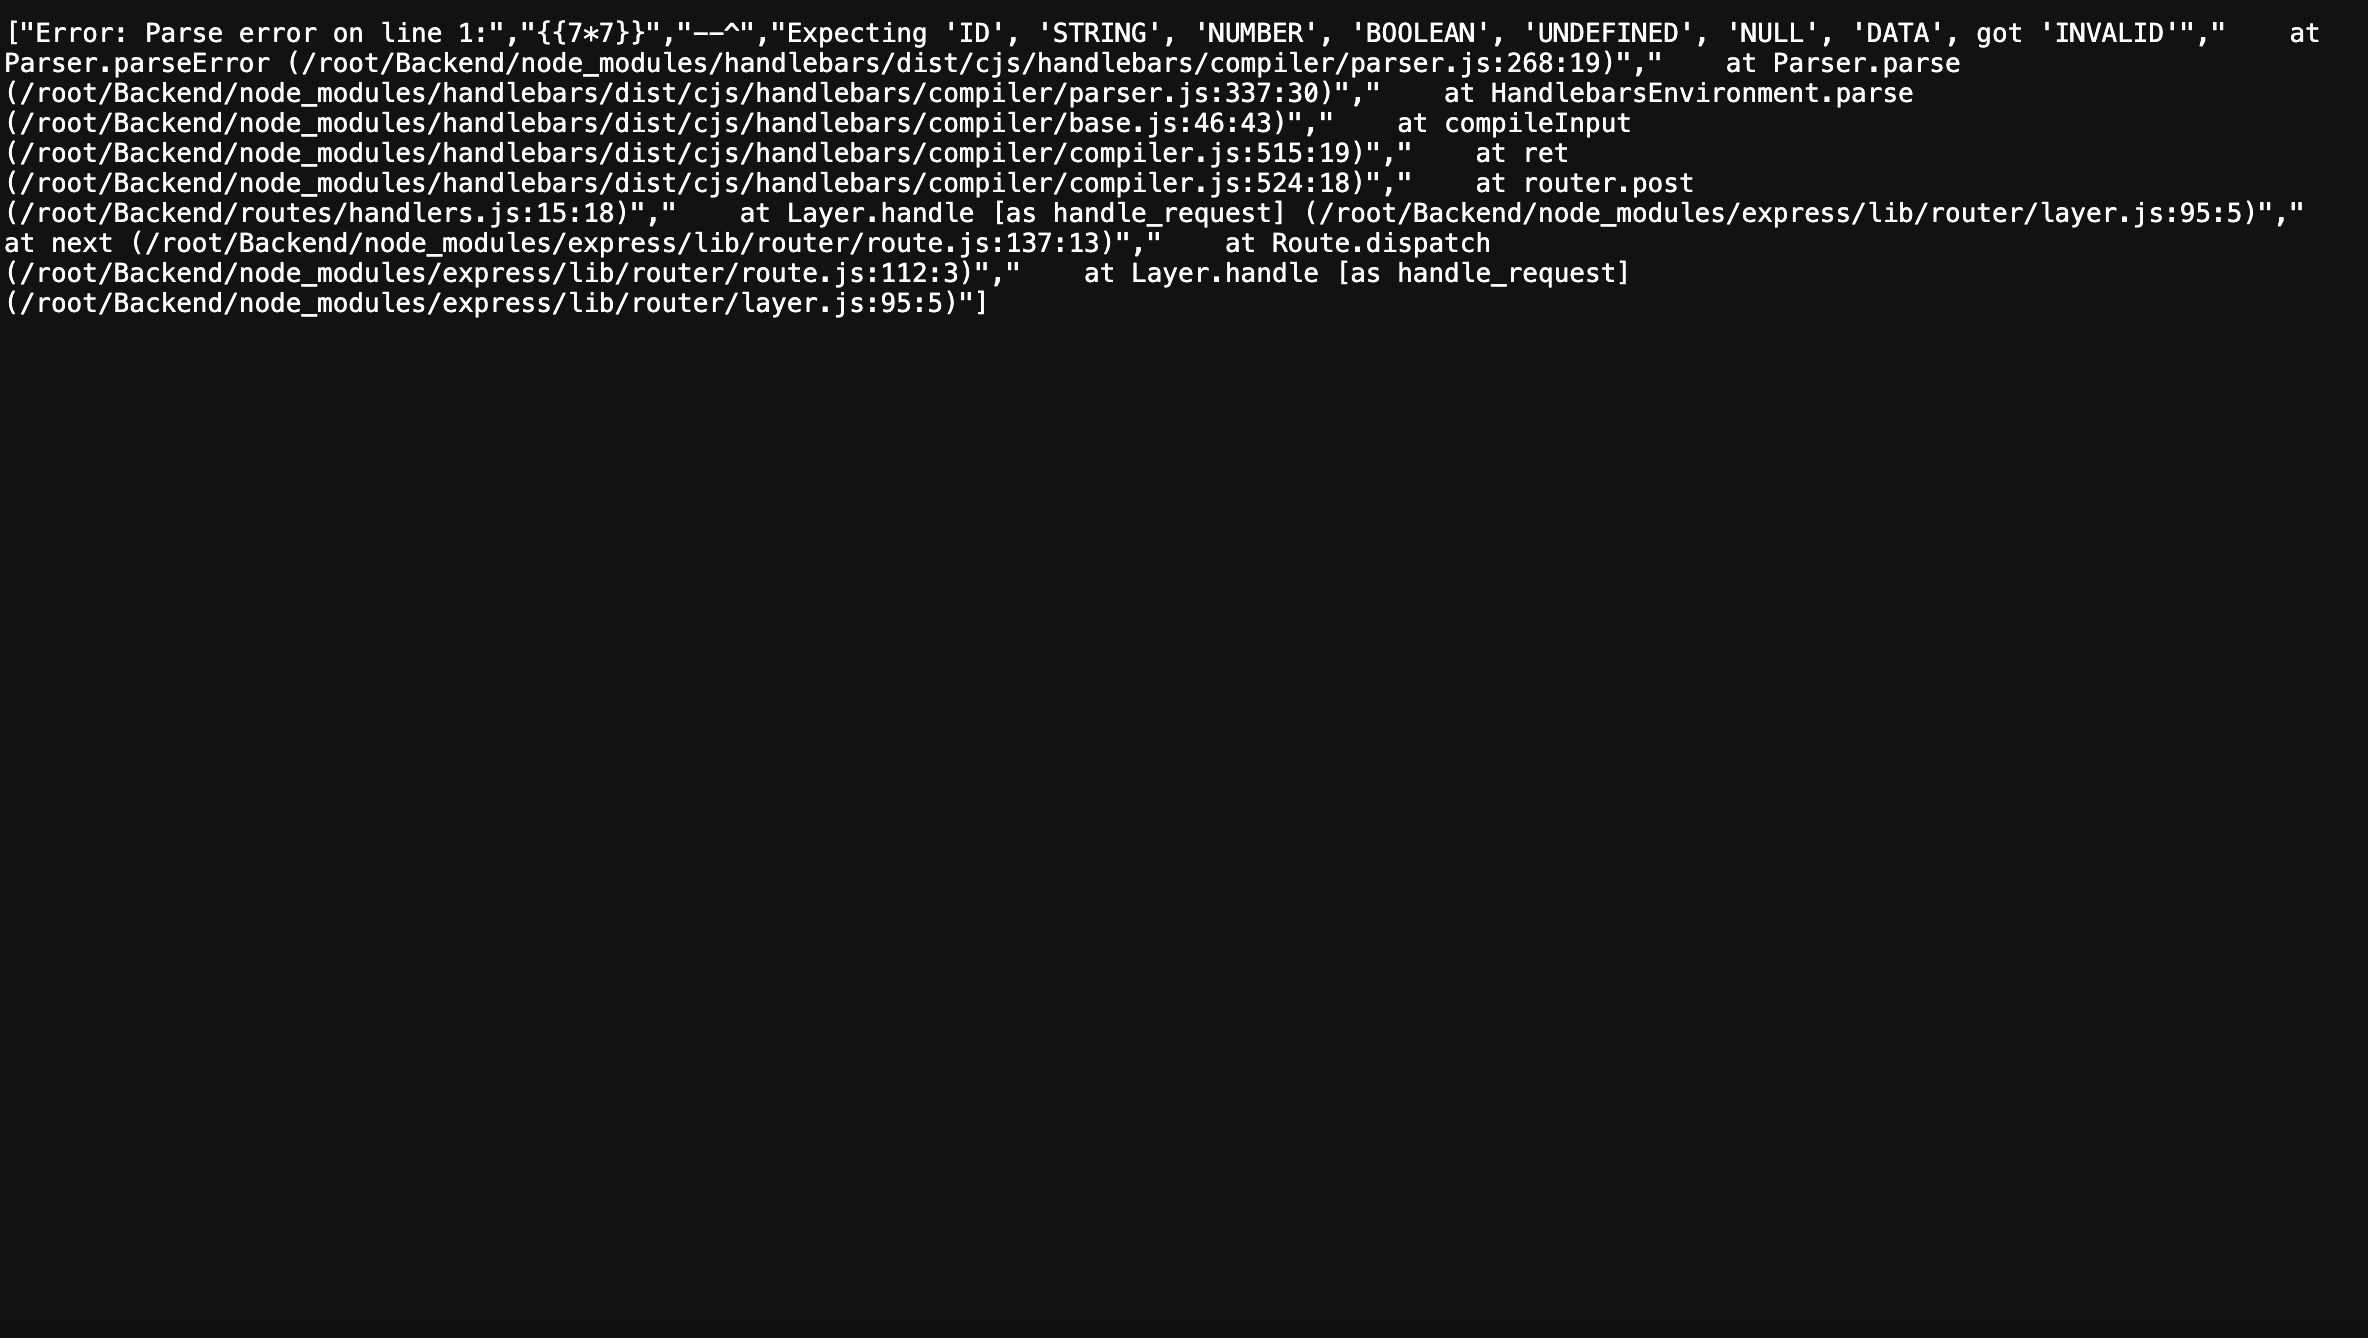 ["Error: Parse error on line 1:","{{7*7}}","--^","Expecting 'ID', 'STRING', 'NUMBER', 'BOOLEAN', 'UNDEFINED', 'NULL', 'DATA', got 'INVALID'","    at
Parser.parseError (/root/Backend/node_modules/handlebars/dist/cjs/handlebars/compiler/parser.js:268:19)","    at Parser.parse
(/root/Backend/node_modules/handlebars/dist/cjs/handlebars/compiler/parser.js:337:30)","    at HandlebarsEnvironment.parse
(/root/Backend/node_modules/handlebars/dist/cjs/handlebars/compiler/base.js:46:43)","    at compileInput
(/root/Backend/node_modules/handlebars/dist/cjs/handlebars/compiler/compiler.js:515:19)","    at ret
(/root/Backend/node_modules/handlebars/dist/cjs/handlebars/compiler/compiler.js:524:18)","    at router.post
(/root/Backend/routes/handlers.js:15:18)","    at Layer.handle [as handle_request] (/root/Backend/node_modules/express/lib/router/layer.js:95:5)","
at next (/root/Backend/node_modules/express/lib/router/route.js:137:13)","    at Route.dispatch
(/root/Backend/node_modules/express/lib/router/route.js:112:3)","    at Layer.handle [as handle_request]
(/root/Backend/node_modules/express/lib/router/layer.js:95:5)"]